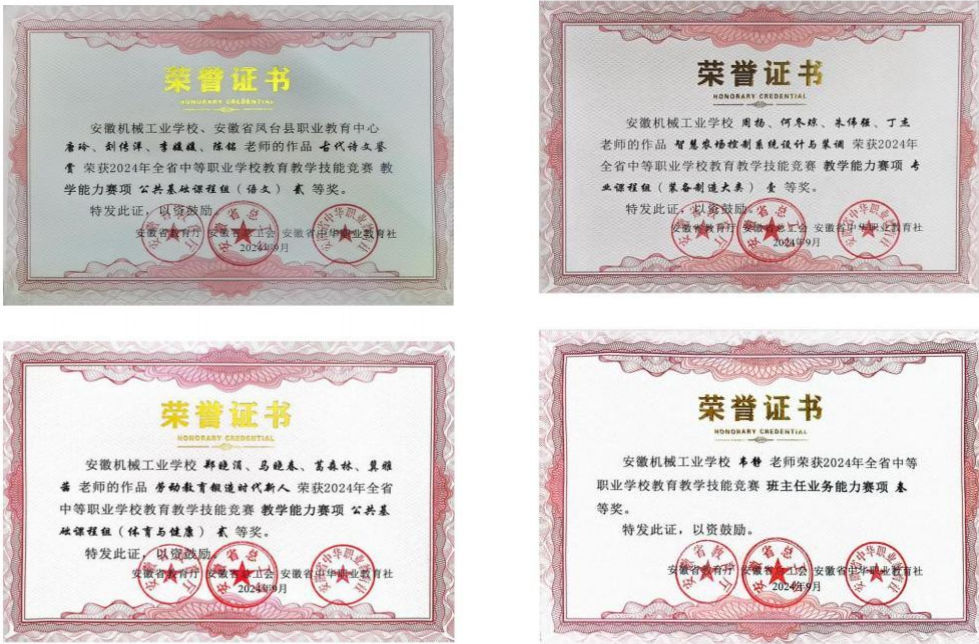 荣誉证书
HONORARY CREDENTIAL
安徽机械工业学校、安徽省凤台县职业教育中心
唐玲、刘传洋、李媛媛、陈铭 老师的作品 古代诗文鉴
赏 荣获2024年全省中等职业学校教育教学技能竞赛 教
学能力赛项 公共基础课程组（语文） 贰 等奖。
特发此证，以资鼓励。
安徽省教育厅 安徽省总工会 安徽省中华职业教育社
2024年9月
荣誉证书
HONORARY CREDENTIAL
安徽机械工业学校 周杨、何冬琼、朱伟强、丁杰
老师的作品 智慧农场控制系统设计与装调 荣获2024年
全省中等职业学校教育教学技能竞赛 教学能力赛项 专
业课程组（装备制造大类） 壹 等奖。
特发此证，以资鼓励。
安徽省教育厅 安徽省总工会 安徽省中华职业教育社
2024年9月
荣誉证书
HONORARY CREDENTIAL
安徽机械工业学校 郑晓涓、马晓春、葛森林、吴雅
茹 老师的作品 劳动教育锻造时代新人 荣获2024年全省
中等职业学校教育教学技能竞赛 教学能力赛项 公共基
础课程组（体育与健康） 贰 等奖。
特发此证，以资鼓励。
安徽省教育厅 安徽省总工会 安徽省中华职业教育社
2024年9月
荣誉证书
HONORARY CREDENTIAL
安徽机械工业学校 韦静 老师荣获2024年全省中等
职业学校教育教学技能竞赛 班主任业务能力赛项 叁
等奖。
特发此证，以资鼓励。
安徽省教育厅 安徽省总工会 安徽省中华职业教育社
2024年9月